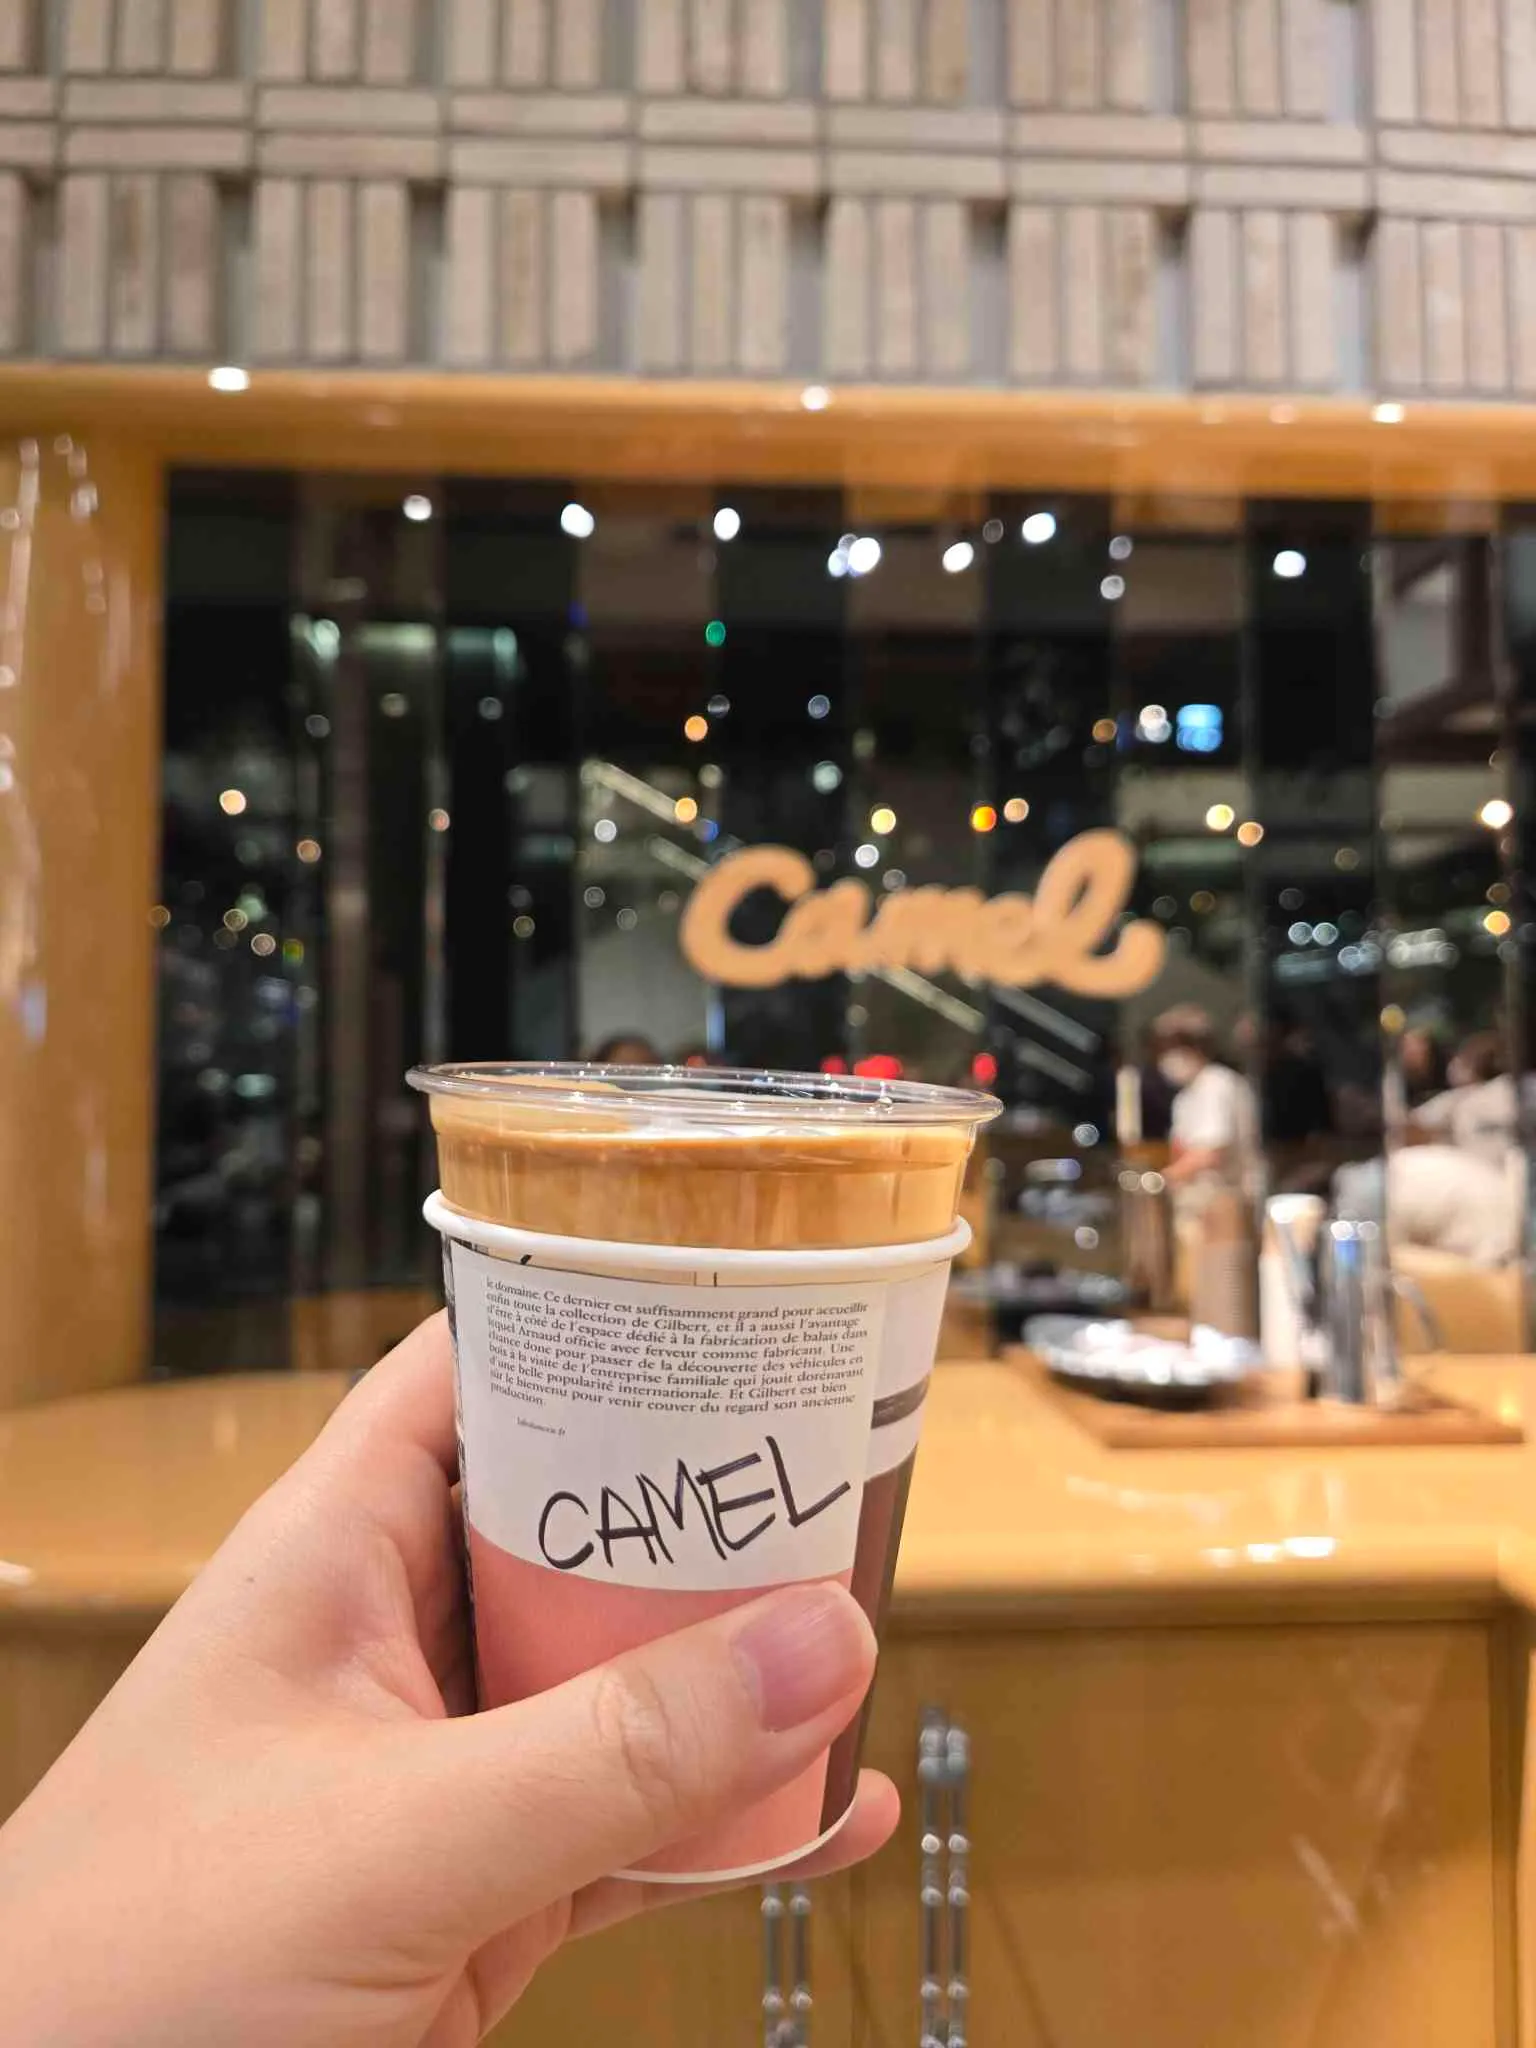 Camel
le domaine. Ce dernier est suffisamment grand pour accueillir
enfin toute la collection de Gilbert, et il a aussi l'avantage
d'être à côté de l'espace dédié à la fabrication de balais dans
lequel Arnaud officie avec ferveur comme fabricant. Une
chance donc pour passer de la découverte des véhicules en
bois à la visite de l'entreprise familiale qui jouit dorénavant
d'une belle popularité internationale. Et Gilbert est bien
sûr le bienvenu pour venir couver du regard son ancienne
production.
CAMEL